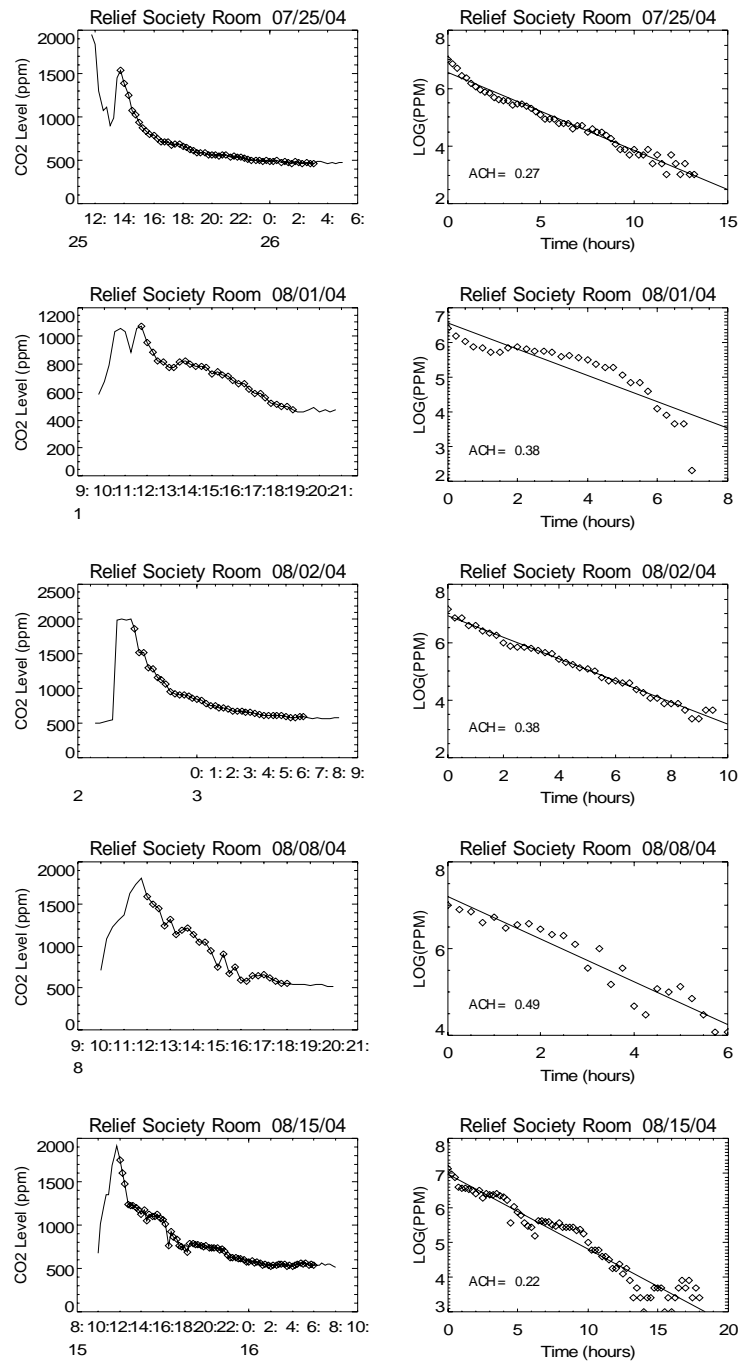 Relief Society Room 07/25/04
CO2 Level (ppm)
2000
1500
1000
500
0
12: 14: 16: 18: 20: 22: 0: 2: 4: 6:
25 26
Relief Society Room 07/25/04
LOG(PPM)
8
6
4
2
ACH = 0.27
0 5 10 15
Time (hours)
Relief Society Room 08/01/04
CO2 Level (ppm)
1200
1000
800
600
400
200
0
9: 10:11:12:13:14:15:16:17:18:19:20:21:
1
Relief Society Room 08/01/04
LOG(PPM)
7
6
5
4
3
2
ACH = 0.38
0 2 4 6 8
Time (hours)
Relief Society Room 08/02/04
CO2 Level (ppm)
2500
2000
1500
1000
500
0
0: 1: 2: 3: 4: 5: 6: 7: 8: 9:
2 3
Relief Society Room 08/02/04
LOG(PPM)
8
6
4
2
ACH = 0.38
0 2 4 6 8 10
Time (hours)
Relief Society Room 08/08/04
CO2 Level (ppm)
2000
1500
1000
500
0
9: 10:11:12:13:14:15:16:17:18:19:20:21:
8
Relief Society Room 08/08/04
LOG(PPM)
8
7
6
5
4
ACH = 0.49
0 2 4 6
Time (hours)
Relief Society Room 08/15/04
CO2 Level (ppm)
2000
1500
1000
500
0
8: 10:12:14:16:18:20:22: 0: 2: 4: 6: 8: 10:
15 16
Relief Society Room 08/15/04
LOG(PPM)
8
7
6
5
4
3
ACH = 0.22
0 5 10 15 20
Time (hours)